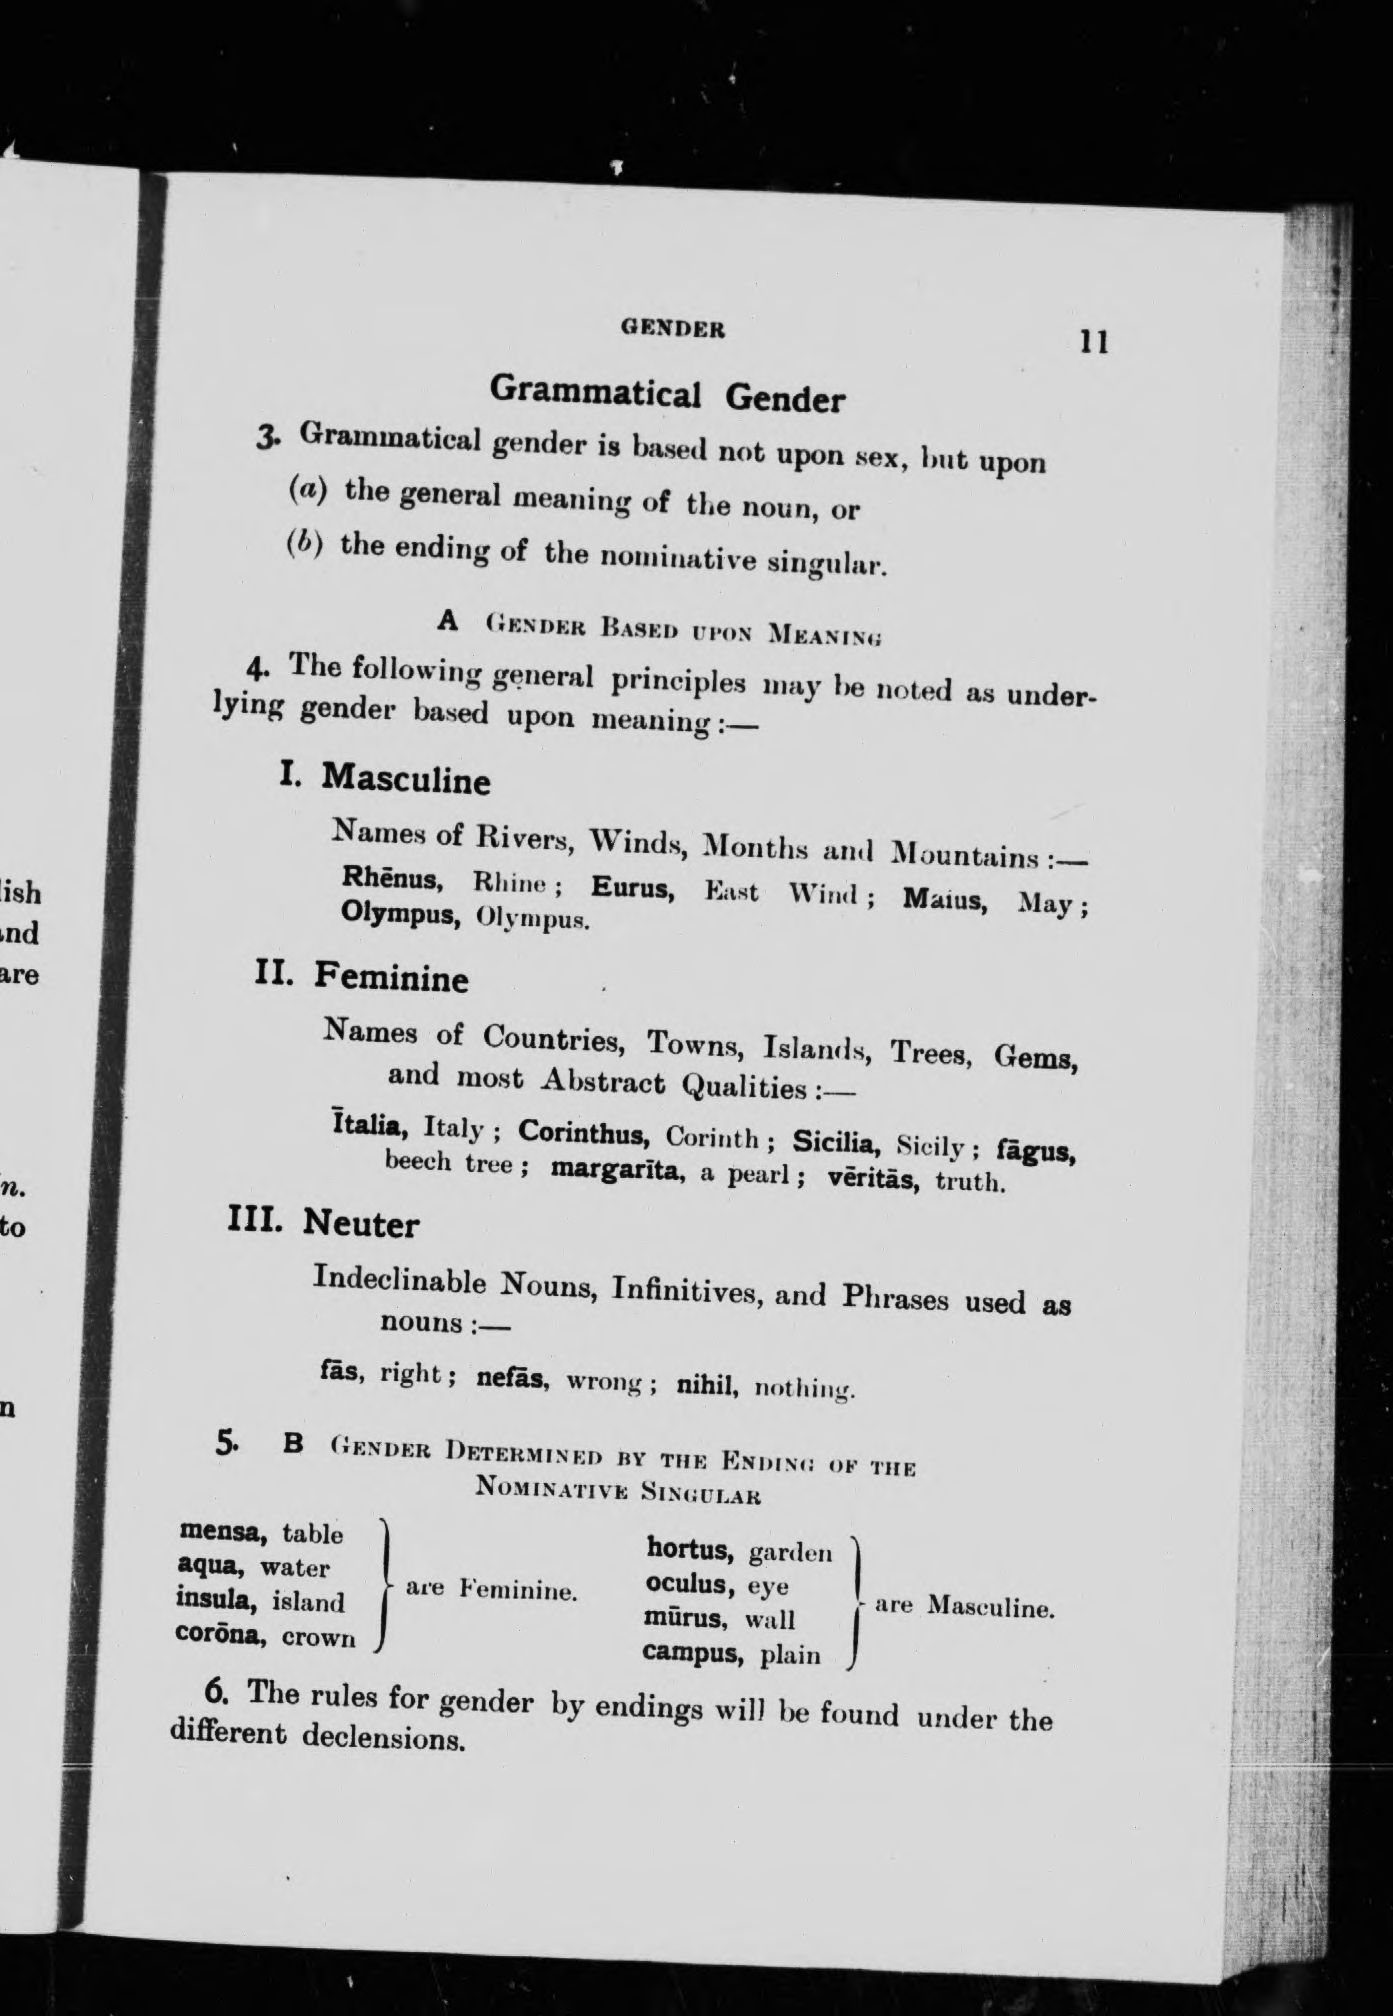 GENDER 11
Grammatical Gender
3. Grammatical gender is based not upon sex, but upon
(a) the general meaning of the noun, or
(b) the ending of the nominative singular.
A GENDER BASED UPON MEANING
4. The following general principles may be noted as under-
lying gender based upon meaning :—
I. Masculine
Names of Rivers, Winds, Months and Mountains :—
Rhēnus, Rhine ; Eurus, East Wind ; Maius, May ;
Olympus, Olympus.
II. Feminine
Names of Countries, Towns, Islands, Trees, Gems,
and most Abstract Qualities :—
Ītalia, Italy ; Corinthus, Corinth ; Sicilia, Sicily ; fāgus,
beech tree ; margarīta, a pearl ; vēritās, truth.
III. Neuter
Indeclinable Nouns, Infinitives, and Phrases used as
nouns :—
fās, right ; nefās, wrong ; nihil, nothing.
5. B GENDER DETERMINED BY THE ENDING OF THE
NOMINATIVE SINGULAR
mensa, table
aqua, water
insula, island
corōna, crown
are Feminine.
hortus, garden
oculus, eye
mūrus, wall
campus, plain
are Masculine.
6. The rules for gender by endings will be found under the
different declensions.